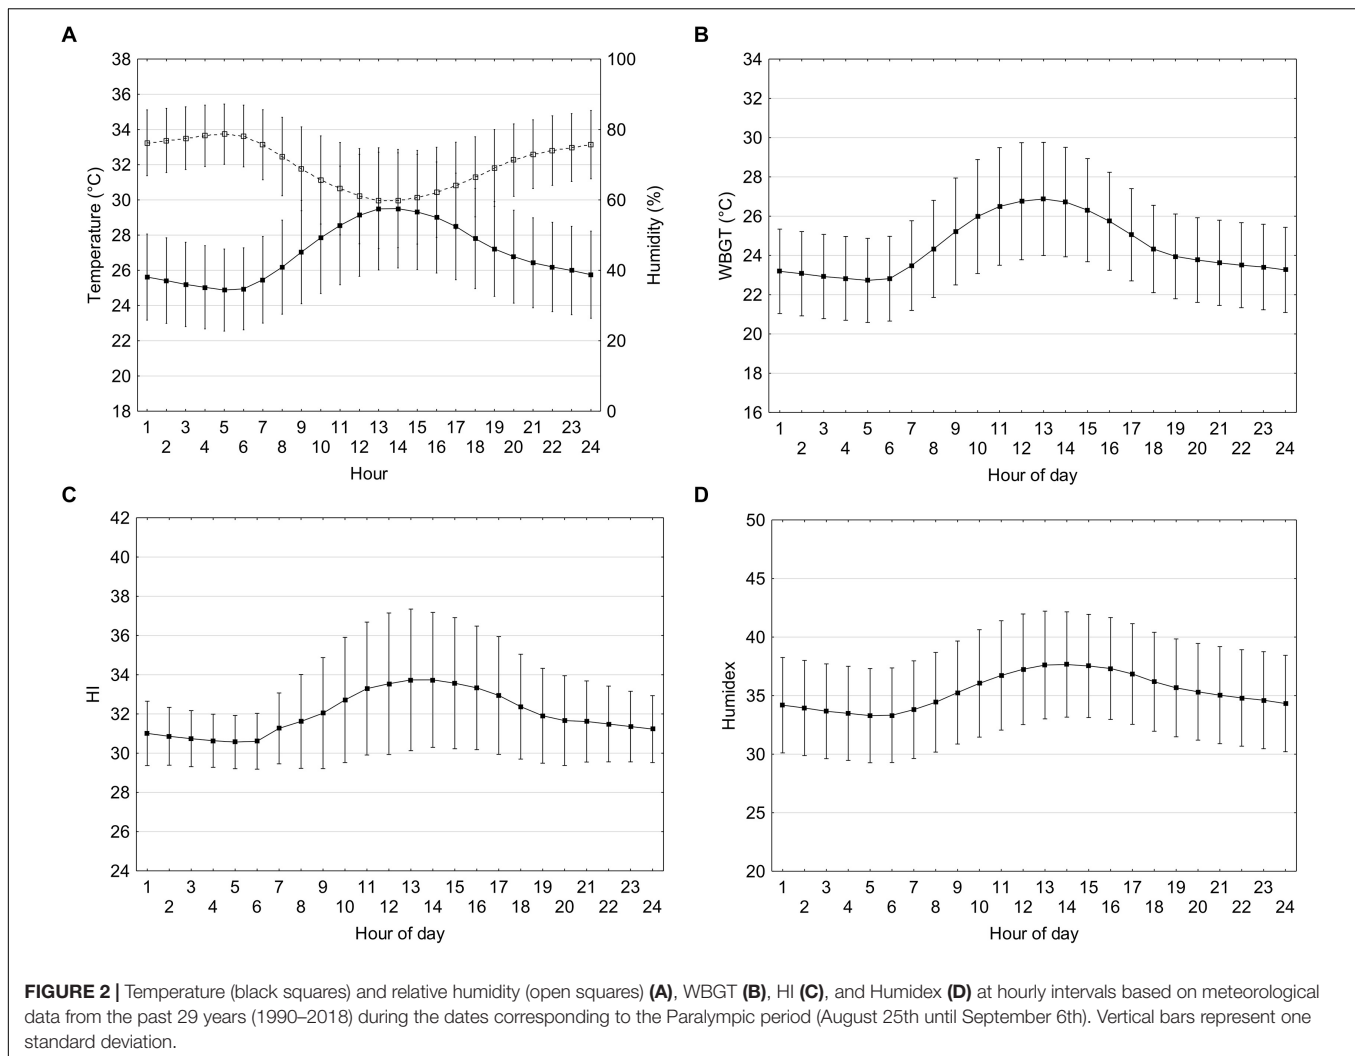 A
38
36
34
32
30
28
26
24
22
20
18
Temperature (°C)
100
80
60
40
20
0
Humidity (%)
1 3 5 7 9 11 13 15 17 19 21 23
2 4 6 8 10 12 14 16 18 20 22 24
Hour
B
34
32
30
28
26
24
22
20
18
16
WBGT (°C)
1 3 5 7 9 11 13 15 17 19 21 23
2 4 6 8 10 12 14 16 18 20 22 24
Hour of day
C
42
40
38
36
34
32
30
28
26
24
HI
1 3 5 7 9 11 13 15 17 19 21 23
2 4 6 8 10 12 14 16 18 20 22 24
Hour of day
D
50
45
40
35
30
25
20
Humidex
1 3 5 7 9 11 13 15 17 19 21 23
2 4 6 8 10 12 14 16 18 20 22 24
Hour of day
FIGURE 2 | Temperature (black squares) and relative humidity (open squares) (A), WBGT (B), HI (C), and Humidex (D) at hourly intervals based on meteorological
data from the past 29 years (1990–2018) during the dates corresponding to the Paralympic period (August 25th until September 6th). Vertical bars represent one
standard deviation.